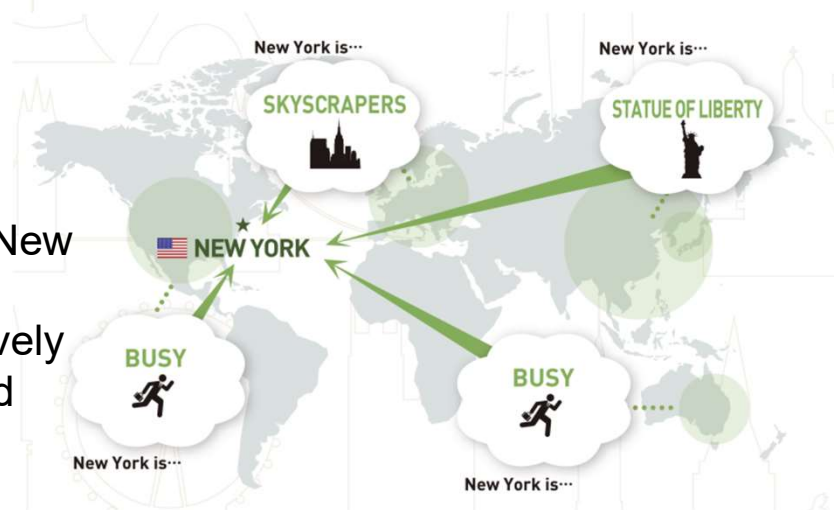 New York is…
New York is…
SKYSCRAPERS
STATUE OF LIBERTY
New
NEW YORK
vely
d
BUSY
BUSY
New York is…
New York is…